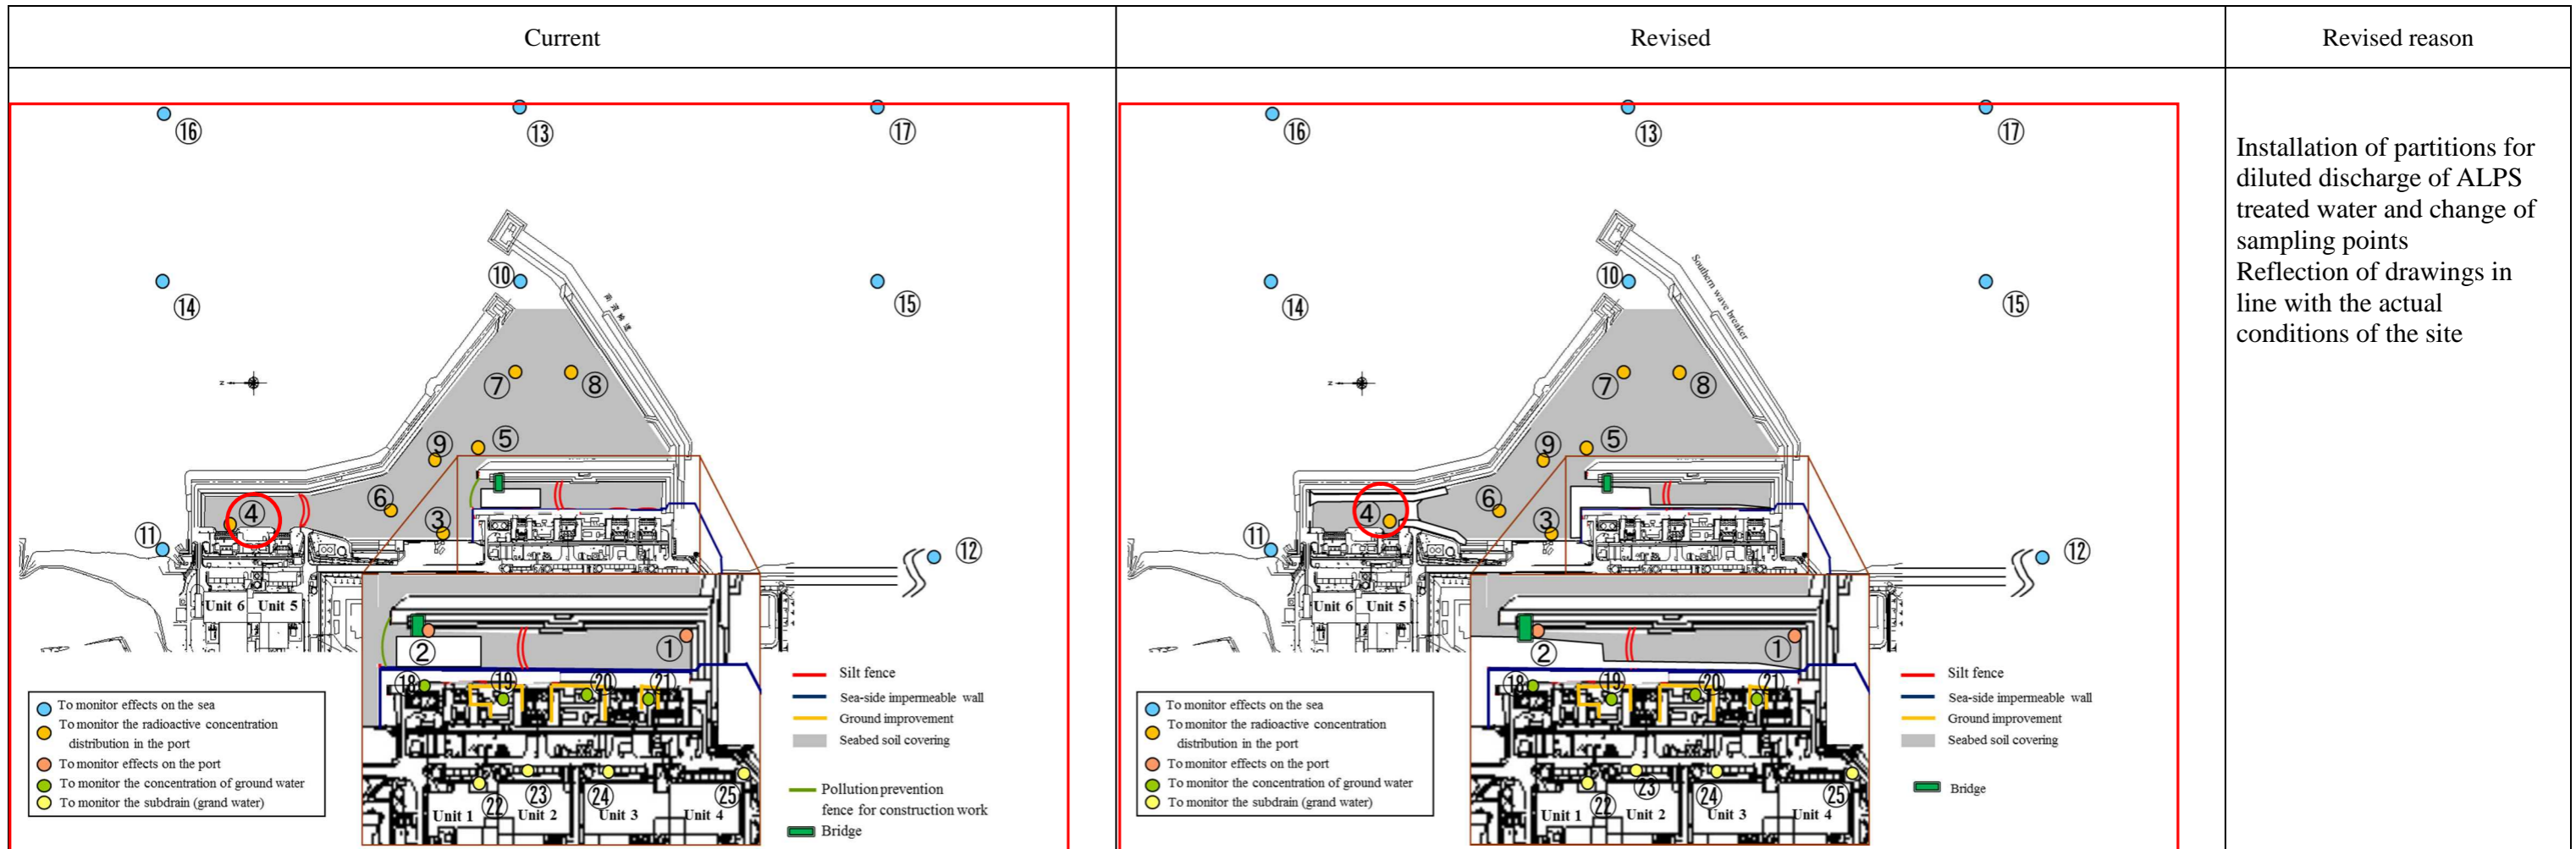 Current
Revised
Revised reason
⑯
⑬
⑰
⑭
⑩
⑮
⑦
⑧
N
⑨
⑤
⑥
④
③
⑪
⑫
Unit 6
Unit 5
②
①
⑱
⑲
⑳
㉑
㉒
㉓
㉔
㉕
Unit 1
Unit 2
Unit 3
Unit 4
To monitor effects on the sea
To monitor the radioactive concentration
distribution in the port
To monitor effects on the port
To monitor the concentration of ground water
To monitor the subdrain (grand water)
Silt fence
Sea-side impermeable wall
Ground improvement
Seabed soil covering
Pollution prevention
fence for construction work
Bridge
⑯
⑬
⑰
⑭
⑩
⑮
Southern wave breaker
⑦
⑧
N
⑨
⑤
⑥
④
③
⑪
⑫
Unit 6
Unit 5
②
①
⑱
⑲
⑳
㉑
㉒
㉓
㉔
㉕
Unit 1
Unit 2
Unit 3
Unit 4
To monitor effects on the sea
To monitor the radioactive concentration
distribution in the port
To monitor effects on the port
To monitor the concentration of ground water
To monitor the subdrain (grand water)
Silt fence
Sea-side impermeable wall
Ground improvement
Seabed soil covering
Bridge
Installation of partitions for
diluted discharge of ALPS
treated water and change of
sampling points
Reflection of drawings in
line with the actual
conditions of the site